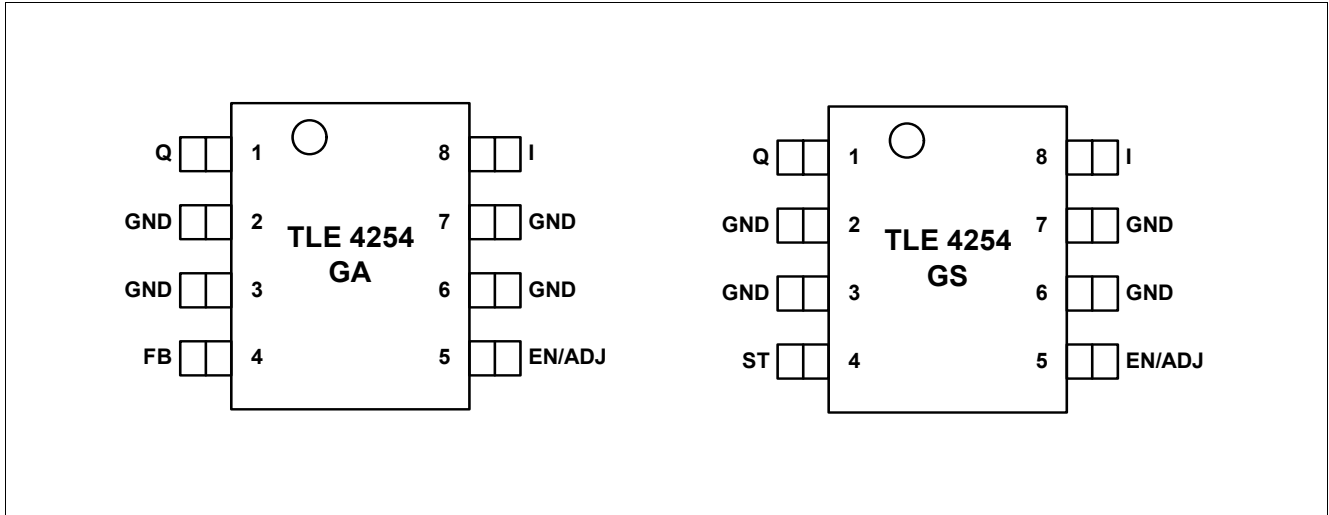 Q 1 8 I
GND 2 7 GND
TLE 4254
GA
GND 3 6 GND
FB 4 5 EN/ADJ
Q 1 8 I
GND 2 7 GND
TLE 4254
GS
GND 3 6 GND
ST 4 5 EN/ADJ